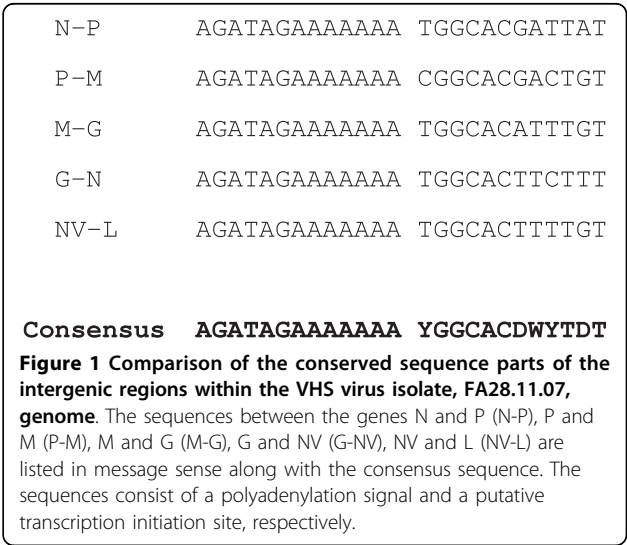 N-P AGATAGAAAAAAA TGGCACGATTAT
P-M AGATAGAAAAAAA CGGCACGACTGT
M-G AGATAGAAAAAAA TGGCACATTTGT
G-N AGATAGAAAAAAA TGGCACTTCTTT
NV-L AGATAGAAAAAAA TGGCACTTTTGT
Consensus AGATAGAAAAAAA YGGCACDWYTDT
Figure 1 Comparison of the conserved sequence parts of the
intergenic regions within the VHS virus isolate, FA28.11.07,
genome. The sequences between the genes N and P (N-P), P and
M (P-M), M and G (M-G), G and NV (G-NV), NV and L (NV-L) are
listed in message sense along with the consensus sequence. The
sequences consist of a polyadenylation signal and a putative
transcription initiation site, respectively.